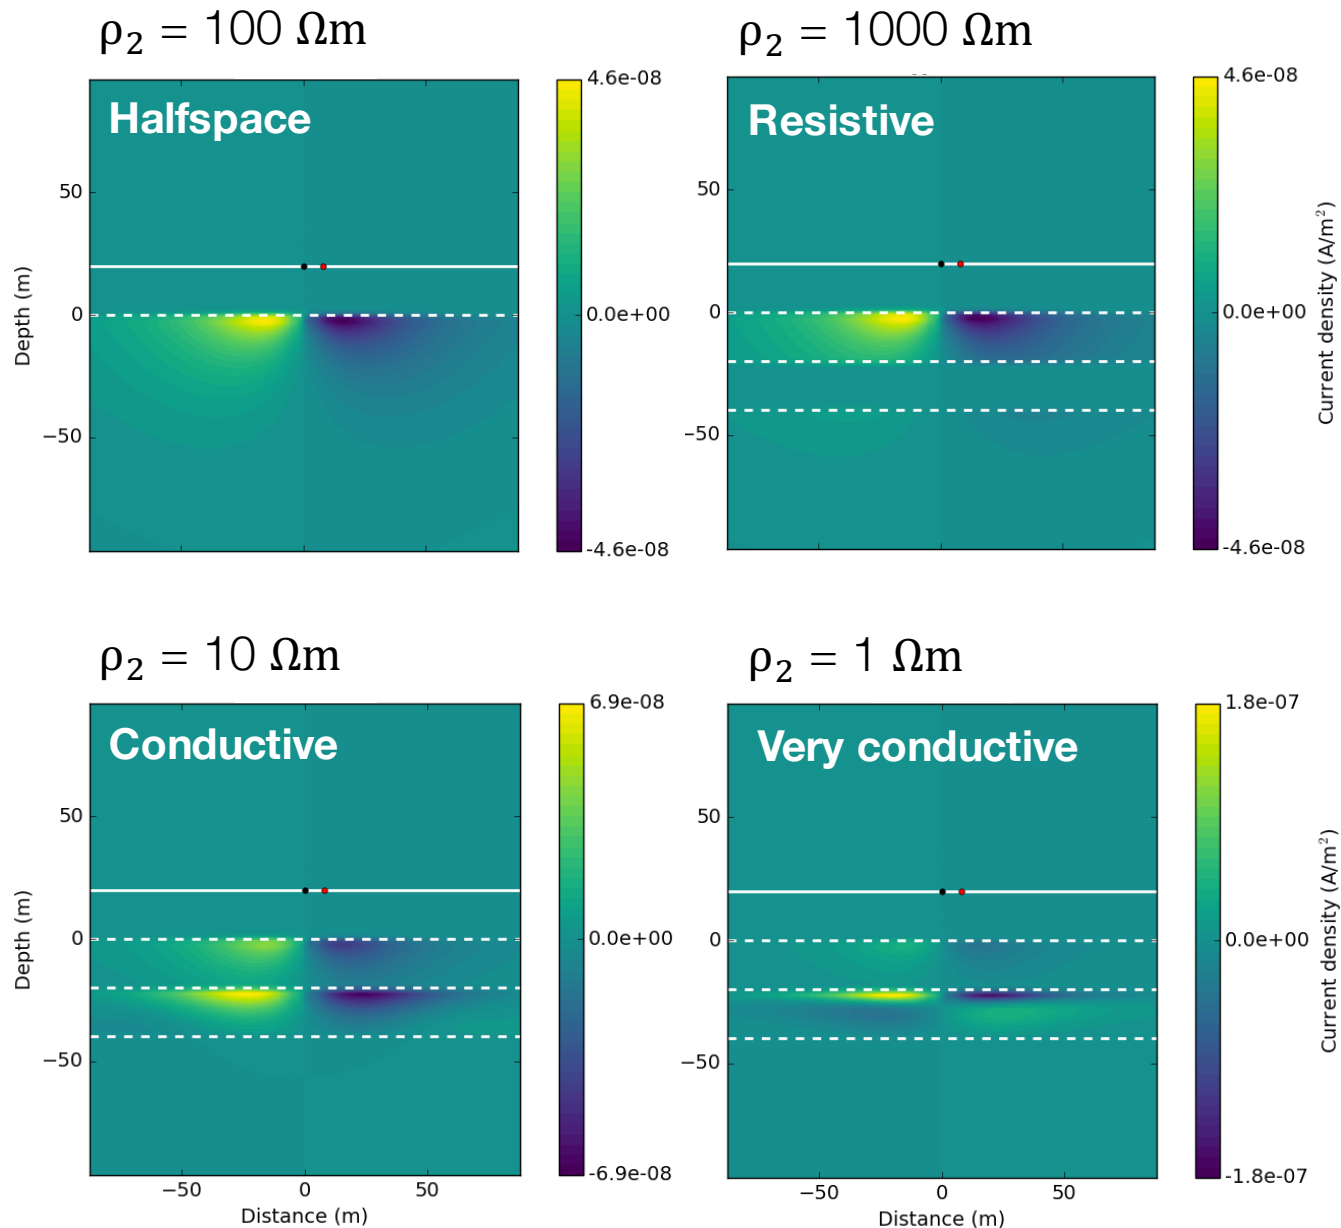 ρ₂ = 100 Ωm
Halfspace
4.6e-08
0.0e+00
-4.6e-08
50
0
−50
Depth (m)
ρ₂ = 1000 Ωm
Resistive
4.6e-08
0.0e+00
-4.6e-08
50
0
−50
Current density (A/m²)
ρ₂ = 10 Ωm
Conductive
6.9e-08
0.0e+00
-6.9e-08
50
0
−50
Depth (m)
−50 0 50
Distance (m)
ρ₂ = 1 Ωm
Very conductive
1.8e-07
0.0e+00
-1.8e-07
50
0
−50
Current density (A/m²)
−50 0 50
Distance (m)